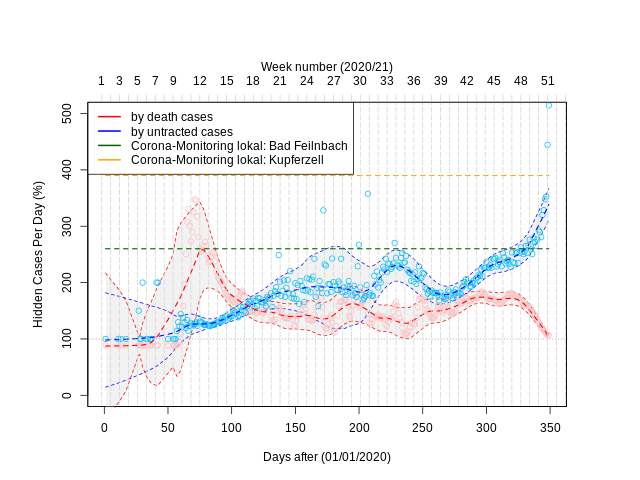 Week number (2020/21)
1 3 5 7 9 12 15 18 21 24 27 30 33 36 39 42 45 48 51
by death cases
by untracted cases
Corona-Monitoring lokal: Bad Feilnbach
Corona-Monitoring lokal: Kupferzell
500
400
300
200
100
0
Hidden Cases Per Day (%)
0 50 100 150 200 250 300 350
Days after (01/01/2020)